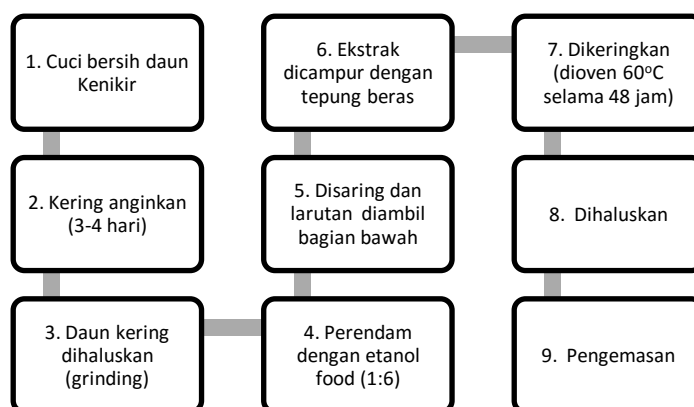 1. Cuci bersih daun
Kenikir
2. Kering anginkan
(3-4 hari)
3. Daun kering
dihaluskan
(grinding)
4. Perendam
dengan etanol
food (1:6)
5. Disaring dan
larutan diambil
bagian bawah
6. Ekstrak
dicampur dengan
tepung beras
7. Dikeringkan
(dioven 60°C
selama 48 jam)
8. Dihaluskan
9. Pengemasan